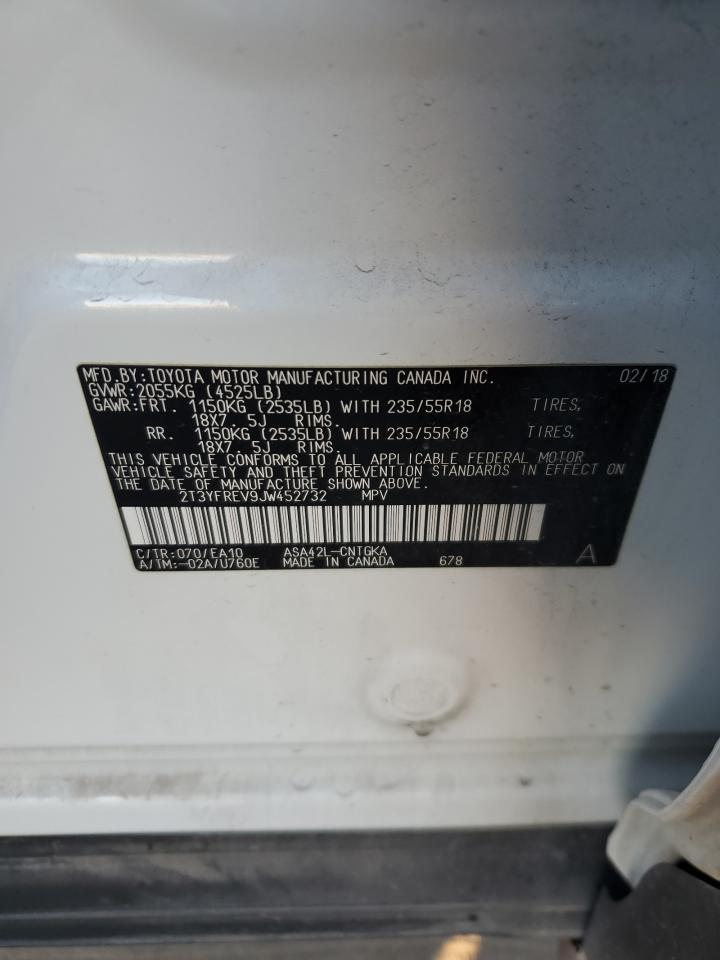 MFD.BY:TOYOTA MOTOR MANUFACTURING CANADA INC. 02/18
GVWR:2055KG (4525LB)
GAWR:FRT. 1150KG (2535LB) WITH 235/55R18 TIRES,
18X7 5J RIMS.
RR. 1150KG (2535LB) WITH 235/55R18 TIRES,
18X7 5J RIMS.
THIS VEHICLE CONFORMS TO ALL APPLICABLE FEDERAL MOTOR
VEHICLE SAFETY AND THEFT PREVENTION STANDARDS IN EFFECT ON
THE DATE OF MANUFACTURE SHOWN ABOVE.
2T3YFREV9JW452732 MPV
C/TR:070/EA10 ASA42L-CNTGKA
A/TM:-02A/U760E MADE IN CANADA 678 A